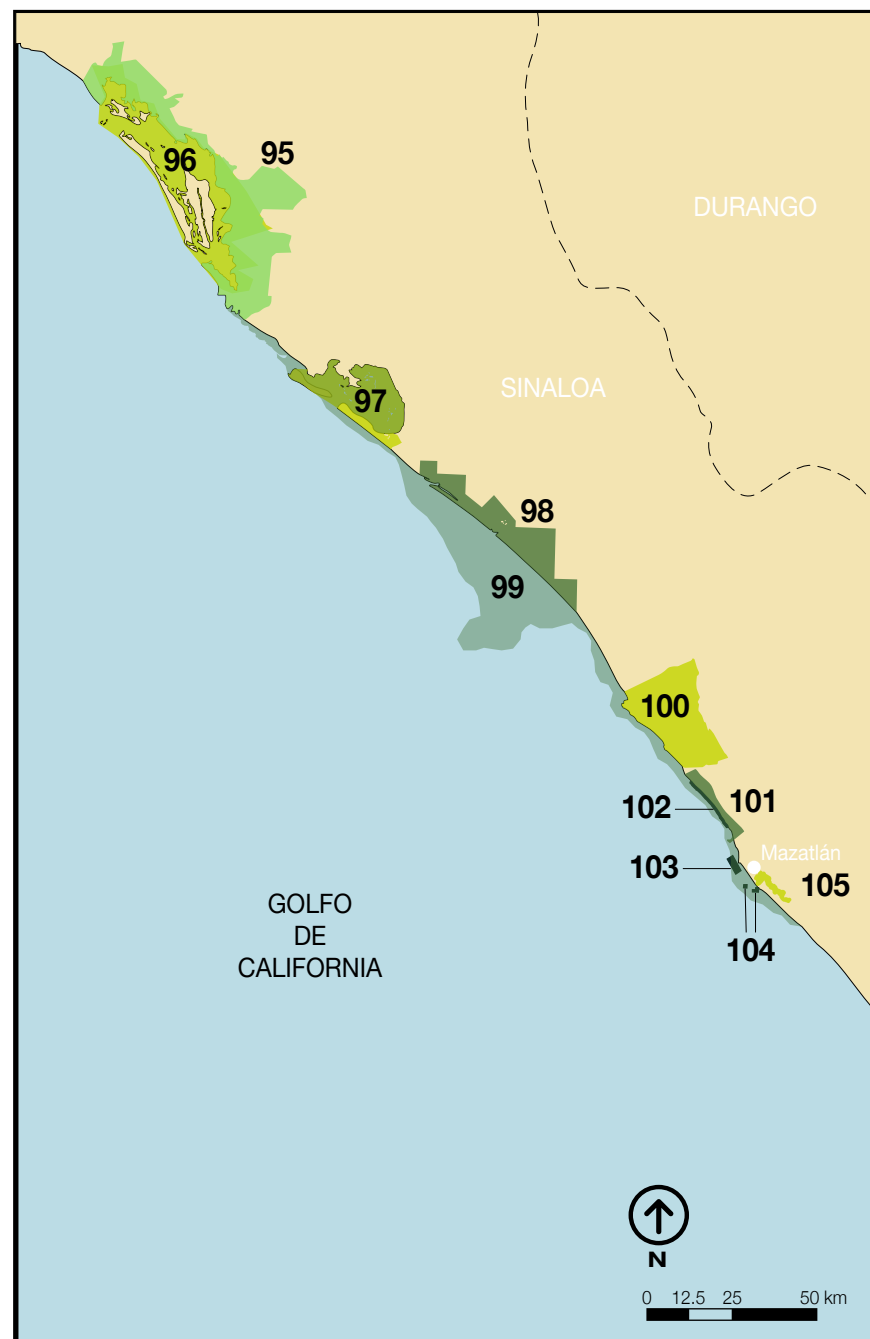 95
96
DURANGO
SINALOA
97
98
99
100
102
101
Mazatlán
103
105
104
GOLFO
DE
CALIFORNIA
N
0 12.5 25 50 km